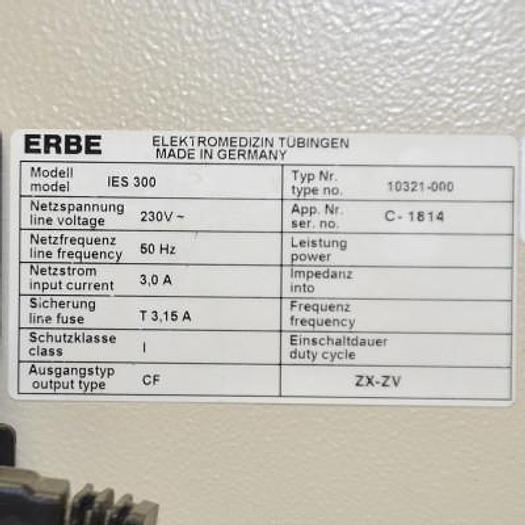 ERBE
ELEKTROMEDIZIN TÜBINGEN
MADE IN GERMANY
Modell
model
IES 300
Typ Nr.
type no.
10321-000
Netzspannung
line voltage
230V ~
App. Nr.
ser. no.
C- 1814
Netzfrequenz
line frequency
50 Hz
Leistung
power
Netzstrom
input current
3,0 A
Impedanz
into
Sicherung
line fuse
T 3,15 A
Frequenz
frequency
Schutzklasse
class
I
Einschaltdauer
duty cycle
Ausgangstyp
output type
CF
ZX-ZV